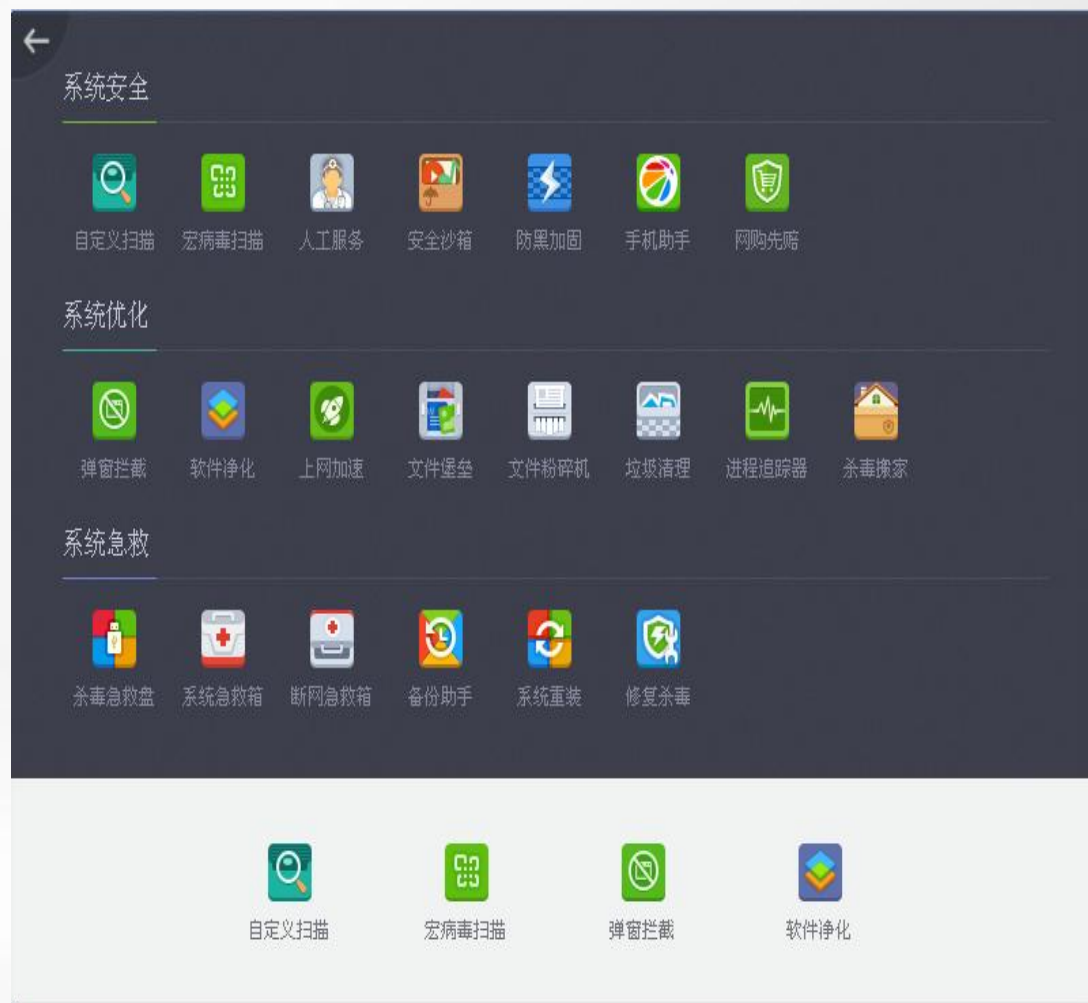 系统安全
自定义扫描 宏病毒扫描 人工服务 安全沙箱 防黑加固 手机助手 网购先赔
系统优化
弹窗拦截 软件净化 上网加速 文件堡垒 文件粉碎机 垃圾清理 进程追踪器 杀毒搬家
系统急救
杀毒急救盘 系统急救箱 断网急救箱 备份助手 系统重装 修复杀毒
自定义扫描 宏病毒扫描 弹窗拦截 软件净化